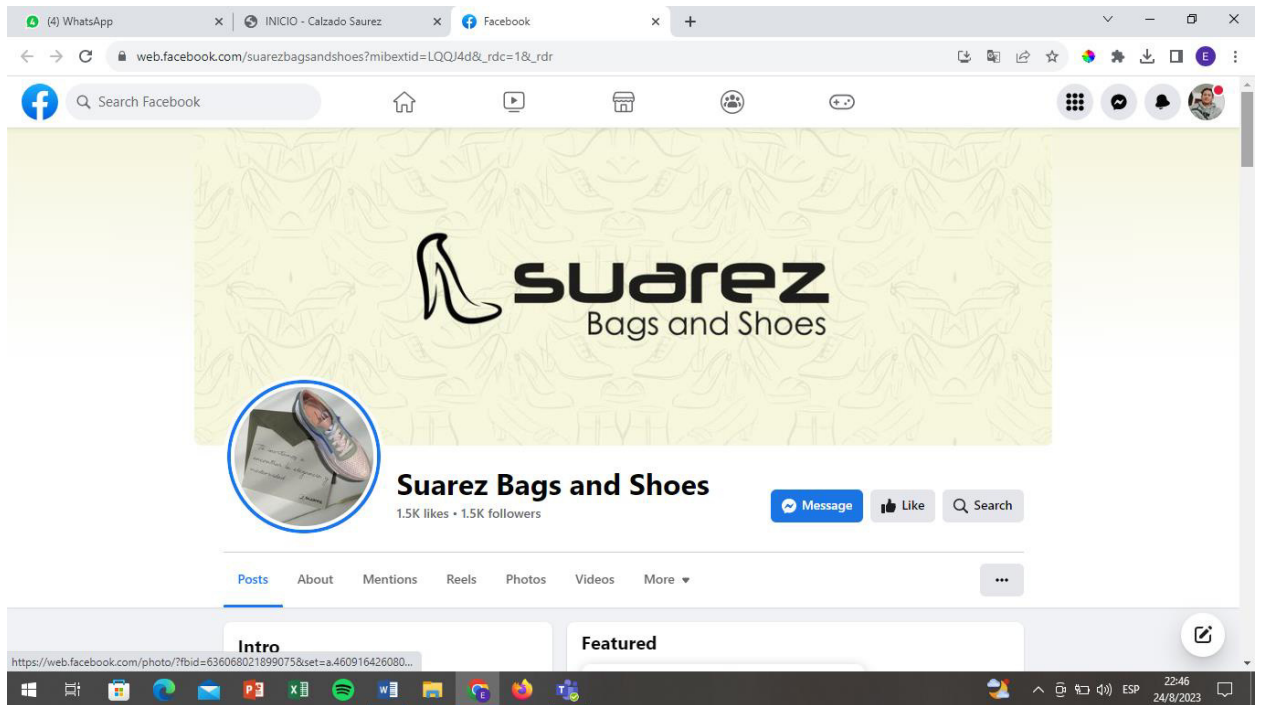 (4) WhatsApp
INICIO - Calzado Saurez
Facebook
web.facebook.com/suarezbagsandshoes?mibextid=LQQJ4d&_rdc=1&_rdr
E
Search Facebook
suarez
Bags and Shoes
SUAREZ
Suarez Bags and Shoes
1.5K likes • 1.5K followers
Message
Like
Search
Posts
About
Mentions
Reels
Photos
Videos
More
Intro
Featured
https://web.facebook.com/photo/?fbid=636068021899075&set=a.460916426080...
ESP
22:46
24/8/2023